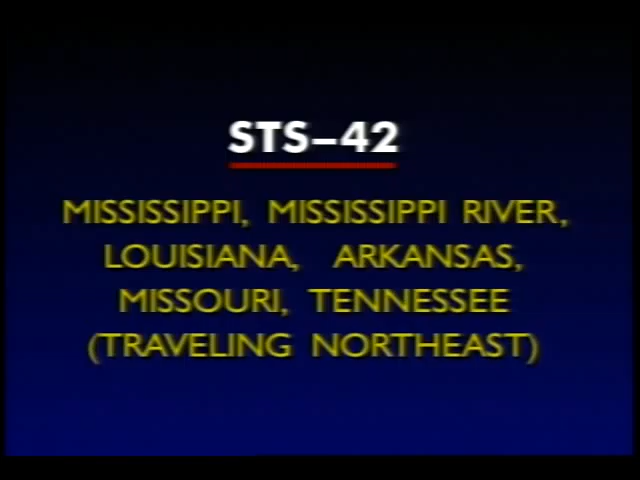 STS-42
MISSISSIPPI, MISSISSIPPI RIVER,
LOUISIANA, ARKANSAS,
MISSOURI, TENNESSEE
(TRAVELING NORTHEAST)